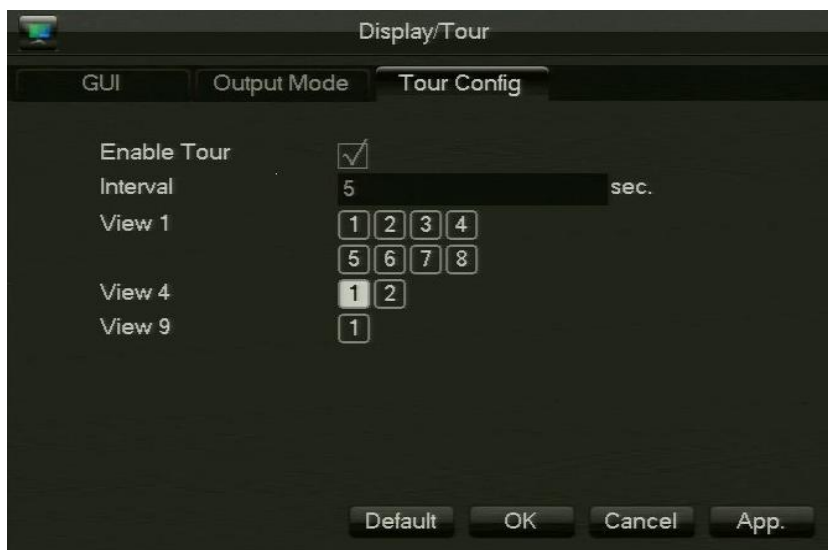 Display/Tour
GUI Output Mode Tour Config
Enable Tour
Interval 5 sec.
View 1 1 2 3 4
5 6 7 8
View 4 1 2
View 9 1
Default OK Cancel App.